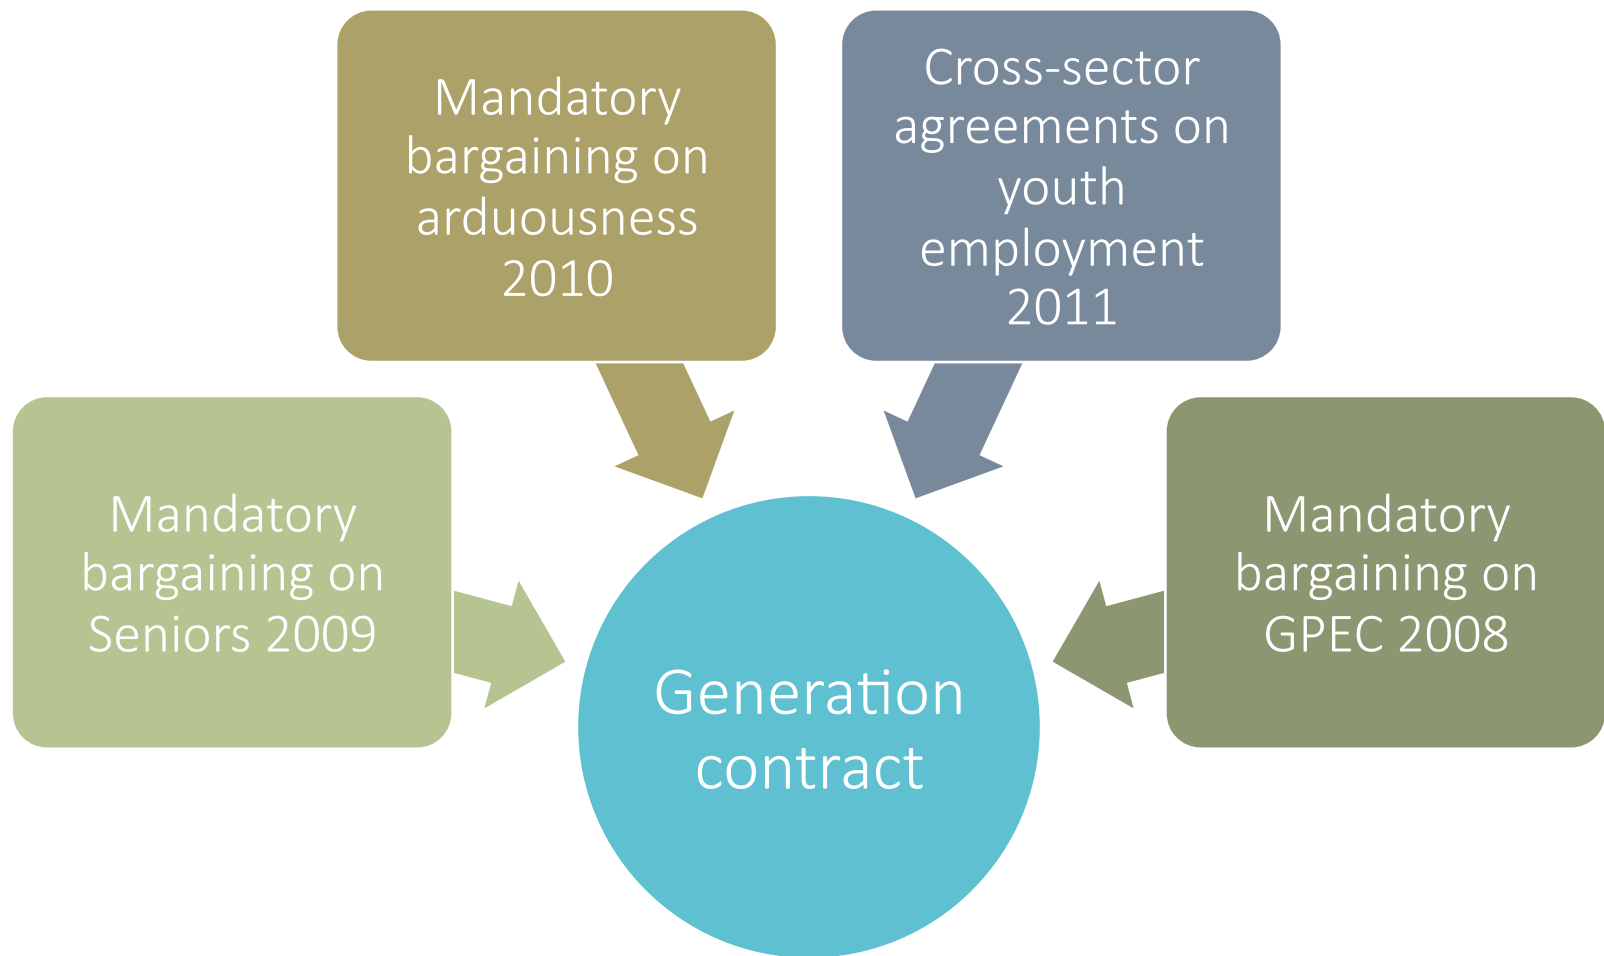 Mandatory
bargaining on
arduousness
2010
Cross-sector
agreements on
youth
employment
2011
Mandatory
bargaining on
Seniors 2009
Mandatory
bargaining on
GPEC 2008
Generation
contract